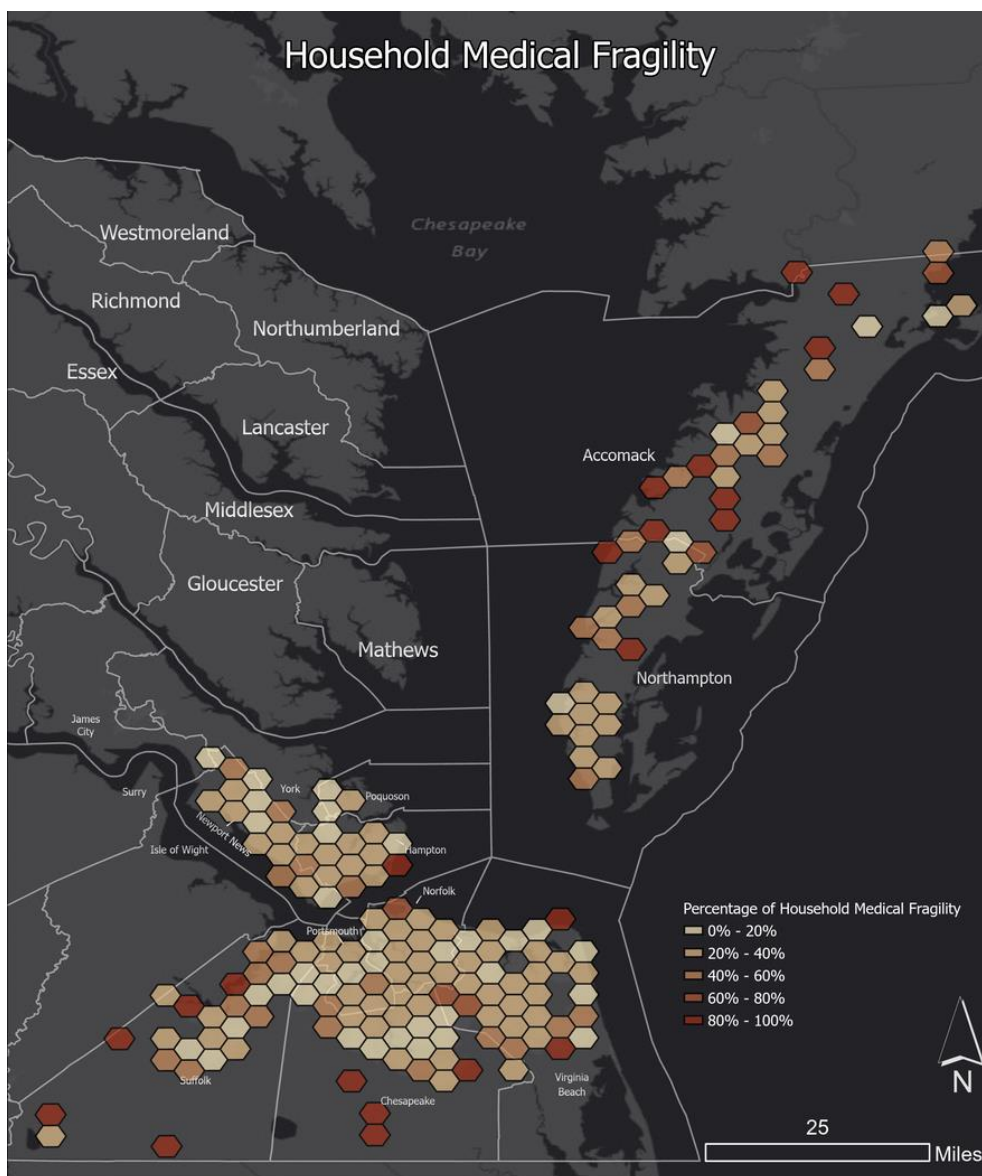 Household Medical Fragility
Chesapeake
Bay
Westmoreland
Richmond
Northumberland
Essex
Lancaster
Accomack
Middlesex
Gloucester
Mathews
Northampton
James
City
Surry
York
Poquoson
Newport News
Isle of Wight
Hampton
Norfolk
Portsmouth
Suffolk
Chesapeake
Virginia
Beach
Percentage of Household Medical Fragility
0% - 20%
20% - 40%
40% - 60%
60% - 80%
80% - 100%
N
25
Miles